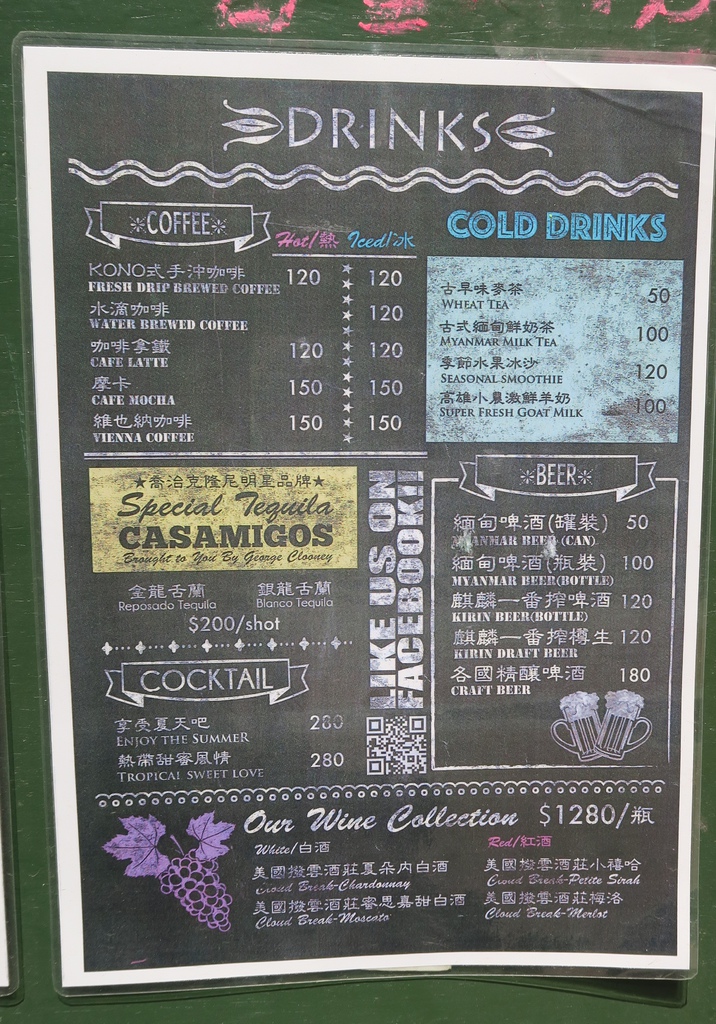 DRINKS
COFFEE
Hot/熱 Iced/冰
KONO式手沖咖啡 120 120
FRESH DRIP BREWED COFFEE
水滴咖啡 120
WATER BREWED COFFEE
咖啡拿鐵 120 120
CAFE LATTE
摩卡 150 150
CAFE MOCHA
維也納咖啡 150 150
VIENNA COFFEE
COLD DRINKS
古早味麥茶 50
WHEAT TEA
古式緬甸鮮奶茶 100
MYANMAR MILK TEA
季節水果冰沙 120
SEASONAL SMOOTHIE
高雄小農激鮮羊奶 100
SUPER FRESH GOAT MILK
★喬治克隆尼明星品牌★
Special Tequila
CASAMIGOS
Brought to You By George Clooney
金龍舌蘭 銀龍舌蘭
Reposado Tequila Blanco Tequila
$200/shot
COCKTAIL
享受夏天吧 280
ENJOY THE SUMMER
熱帶甜蜜風情 280
TROPICAL SWEET LOVE
LIKE US ON
FACEBOOK!!
BEER
緬甸啤酒(罐裝) 50
MYANMAR BEER(CAN)
緬甸啤酒(瓶裝) 100
MYANMAR BEER(BOTTLE)
麒麟一番搾啤酒 120
KIRIN BEER(BOTTLE)
麒麟一番搾樽生 120
KIRIN DRAFT BEER
各國精釀啤酒 180
CRAFT BEER
Our Wine Collection $1280/瓶
White/白酒
美國撥雲酒莊夏朵內白酒
Cloud Break-Chardonnay
美國撥雲酒莊蜜思嘉甜白酒
Cloud Break-Moscato
Red/紅酒
美國撥雲酒莊小禧哈
Cloud Break-Petite Sirah
美國撥雲酒莊梅洛
Cloud Break-Merlot